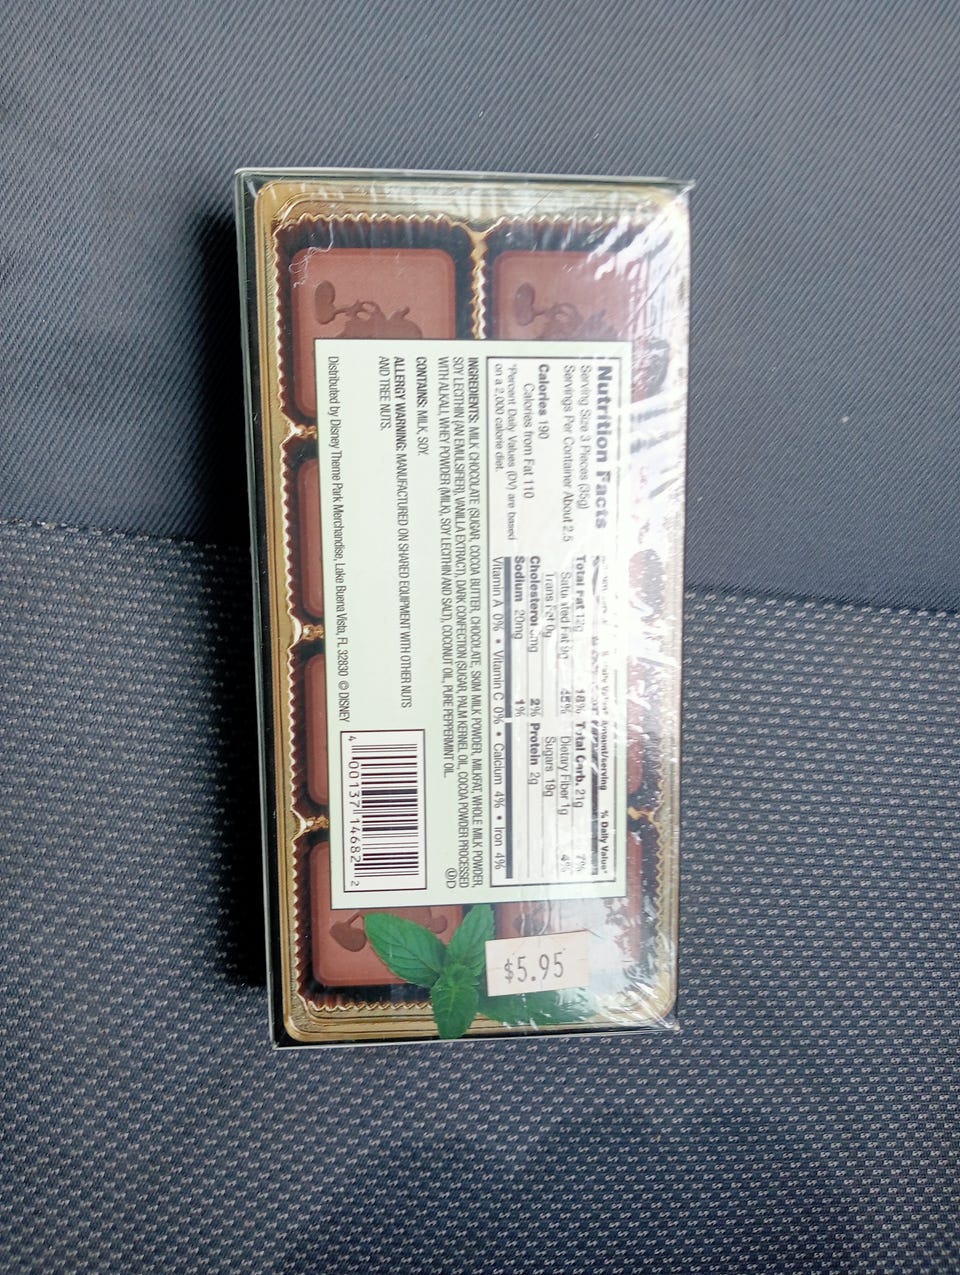 Nutrition Facts
Serving Size 3 Pieces (35g)
Servings Per Container About 2.5
Calories 190
Calories from Fat 110
*Percent Daily Values (DV) are based
on a 2,000 calorie diet.
Amount/serving % Daily Value*
Total Fat 12g 18% Total Carb. 21g 7%
Saturated Fat 9g 45% Dietary Fiber 1g 4%
Trans Fat 0g Sugars 19g
Cholesterol mg 2% Protein 2g
Sodium 20mg 1%
Vitamin A 0% • Vitamin C 0% • Calcium 4% • Iron 4%
INGREDIENTS: MILK CHOCOLATE (SUGAR, COCOA BUTTER, CHOCOLATE, SKIM MILK POWDER, MILKFAT, WHOLE MILK POWDER,
SOY LECITHIN (AN EMULSIFIER), VANILLA EXTRACT), DARK CONFECTION (SUGAR, PALM KERNEL OIL, COCOA POWDER PROCESSED
WITH ALKALI, WHEY POWDER (MILK), SOY LECITHIN AND SALT), COCONUT OIL, PURE PEPPERMINT OIL.
CONTAINS: MILK, SOY.
ALLERGY WARNING: MANUFACTURED ON SHARED EQUIPMENT WITH OTHER NUTS
AND TREE NUTS.
Distributed by Disney Theme Park Merchandise, Lake Buena Vista, FL 32830 © DISNEY
ⓊD
4 00137 14682 2
$5.95